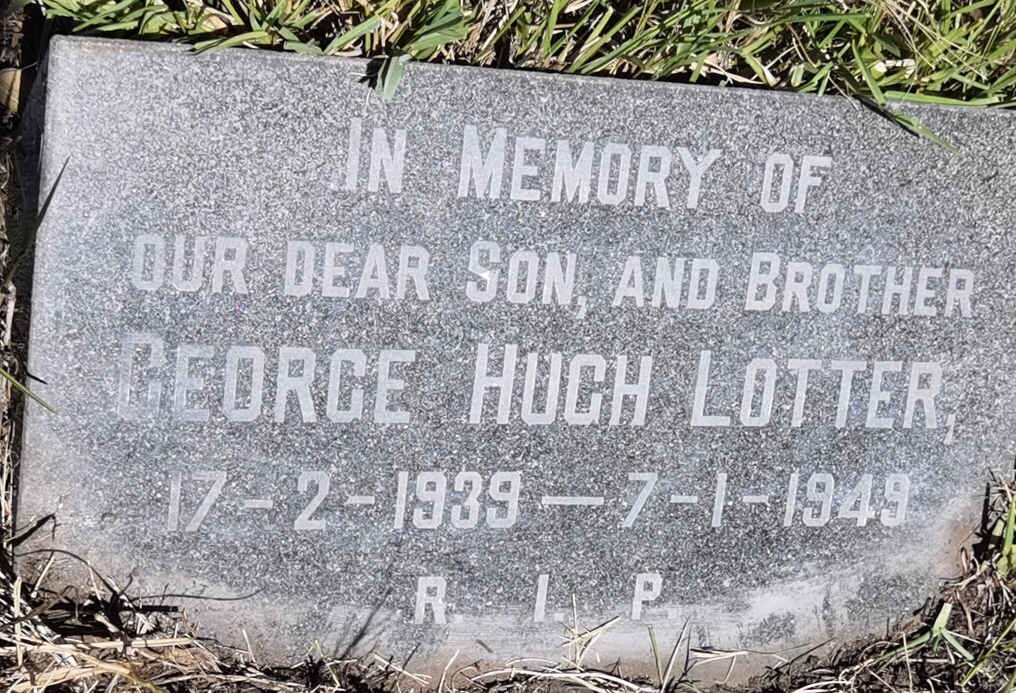 IN MEMORY OF
OUR DEAR SON, AND BROTHER
GEORGE HUGH LOTTER,
17-2-1939 — 7-1-1949
R. I. P.